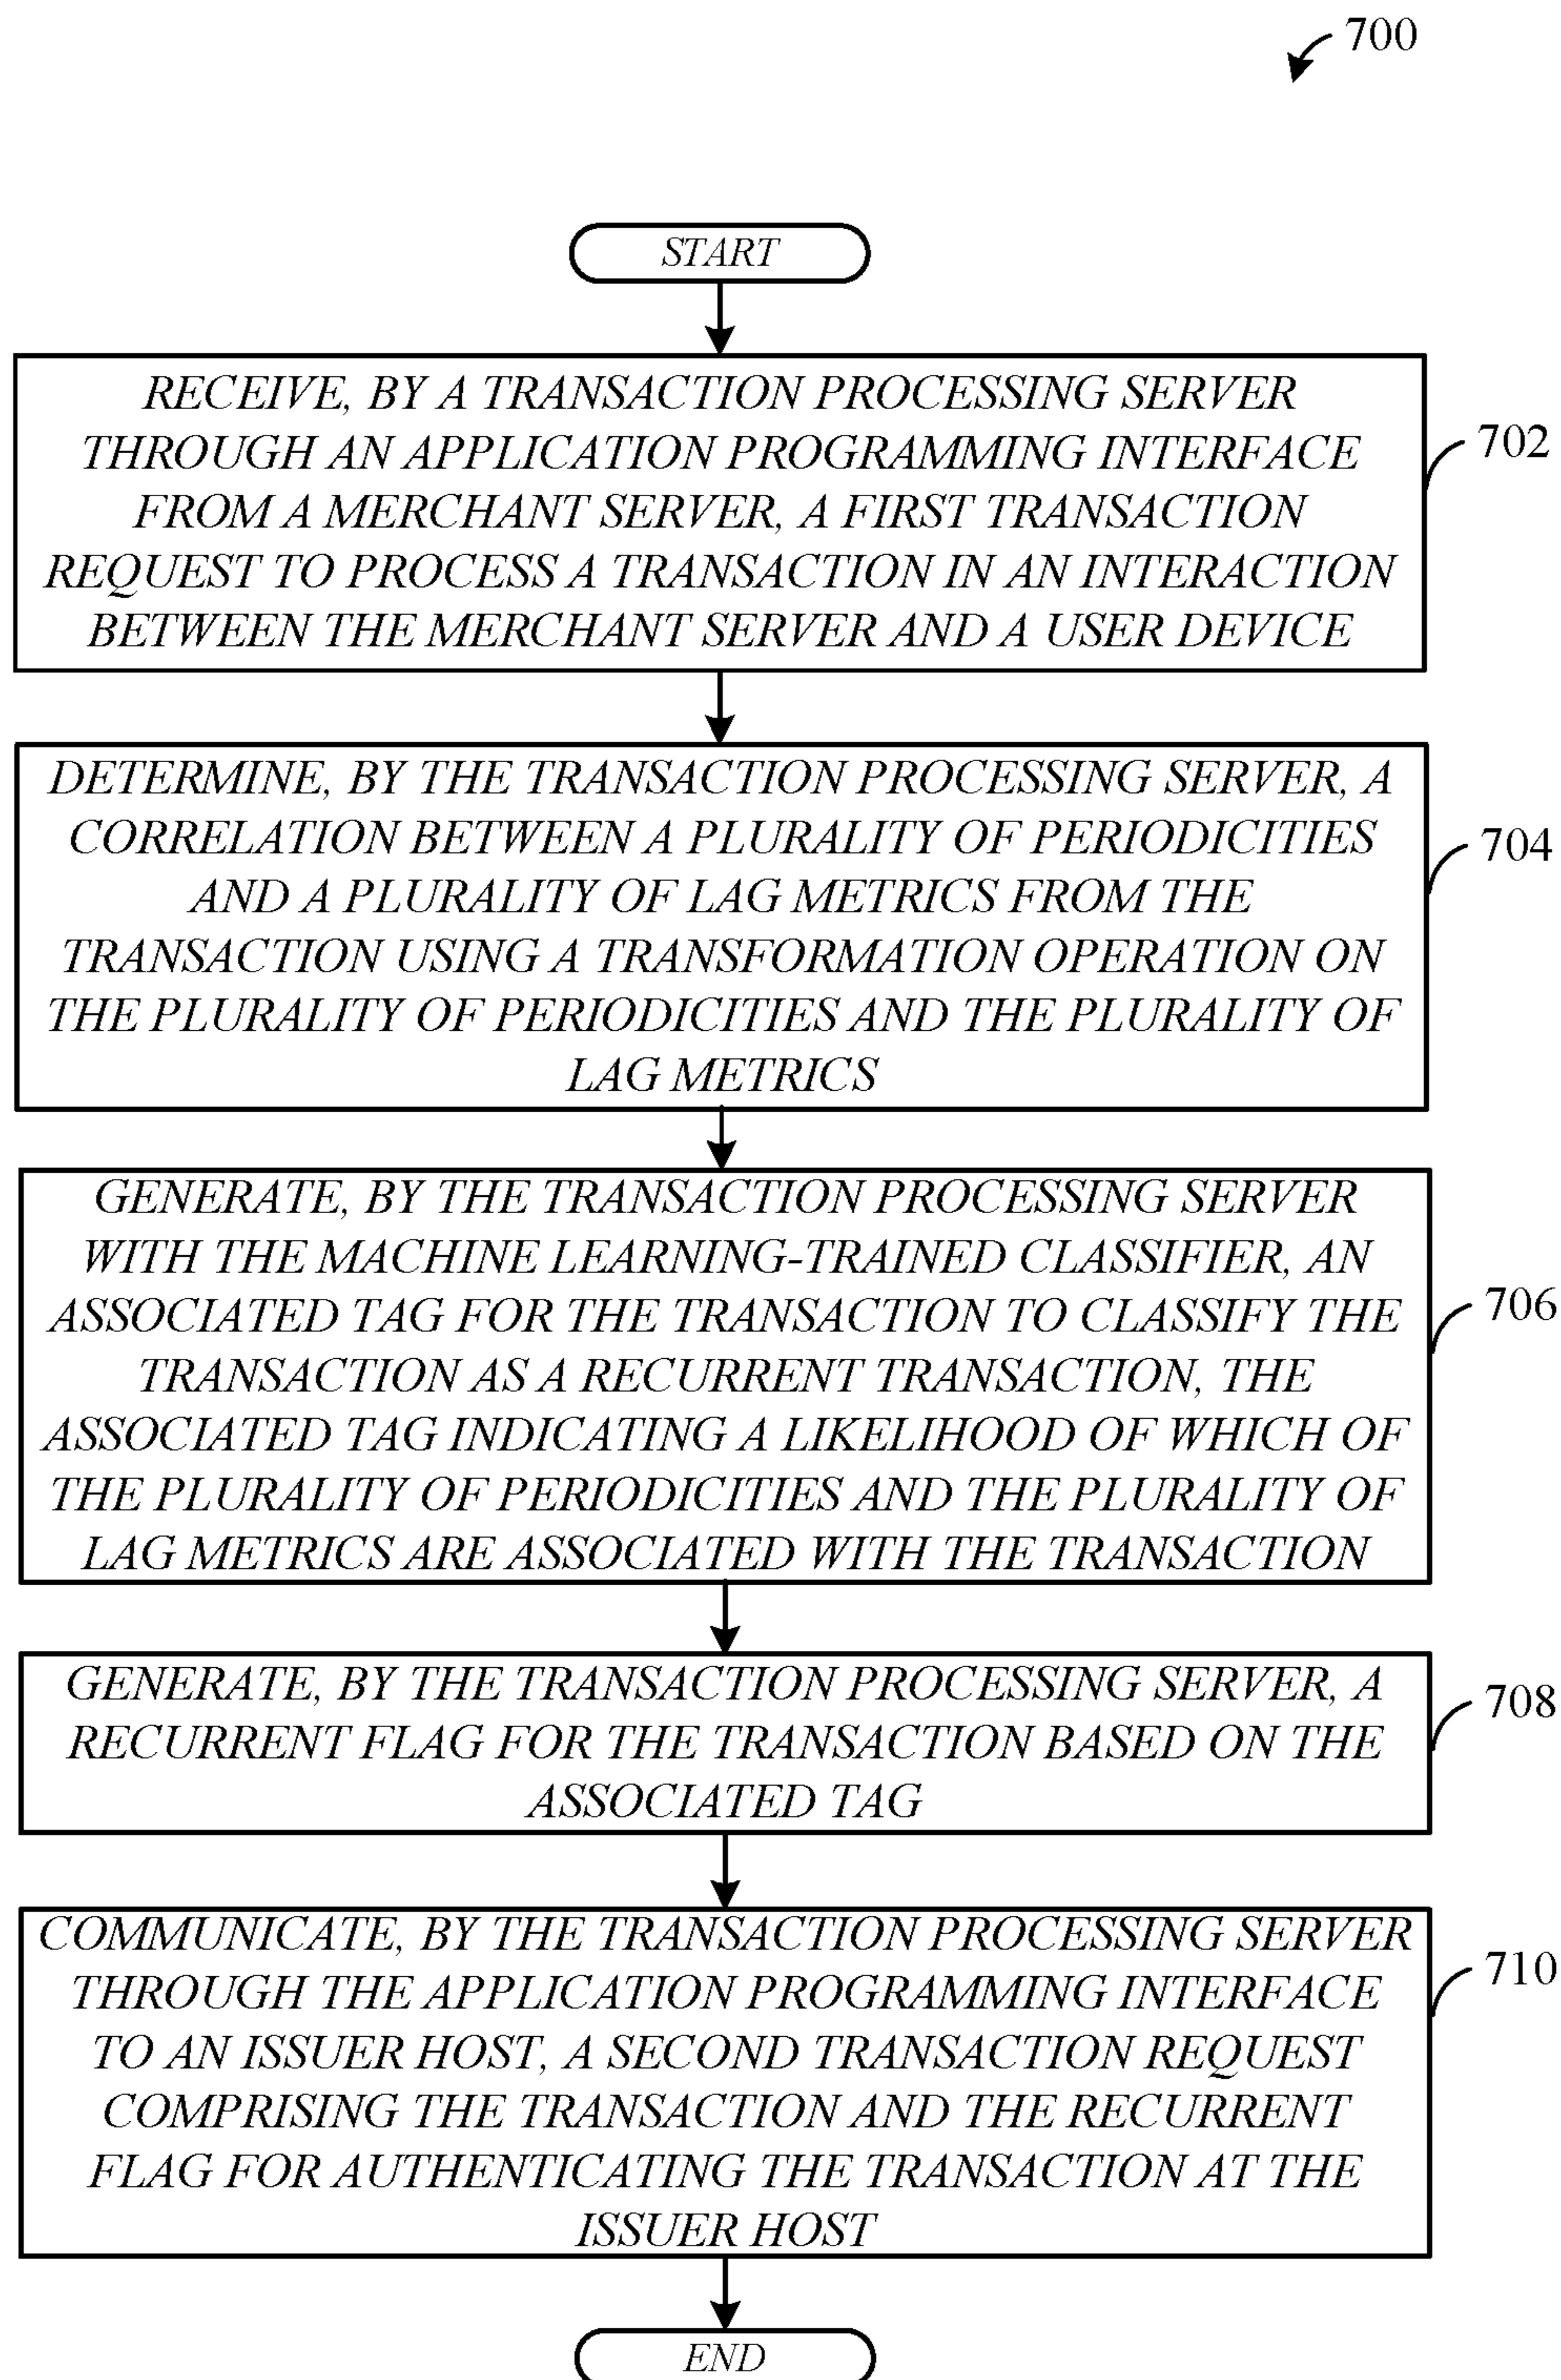 700
START
RECEIVE, BY A TRANSACTION PROCESSING SERVER
THROUGH AN APPLICATION PROGRAMMING INTERFACE
FROM A MERCHANT SERVER, A FIRST TRANSACTION
REQUEST TO PROCESS A TRANSACTION IN AN INTERACTION
BETWEEN THE MERCHANT SERVER AND A USER DEVICE
702
DETERMINE, BY THE TRANSACTION PROCESSING SERVER, A
CORRELATION BETWEEN A PLURALITY OF PERIODICITIES
AND A PLURALITY OF LAG METRICS FROM THE
TRANSACTION USING A TRANSFORMATION OPERATION ON
THE PLURALITY OF PERIODICITIES AND THE PLURALITY OF
LAG METRICS
704
GENERATE, BY THE TRANSACTION PROCESSING SERVER
WITH THE MACHINE LEARNING-TRAINED CLASSIFIER, AN
ASSOCIATED TAG FOR THE TRANSACTION TO CLASSIFY THE
TRANSACTION AS A RECURRENT TRANSACTION, THE
ASSOCIATED TAG INDICATING A LIKELIHOOD OF WHICH OF
THE PLURALITY OF PERIODICITIES AND THE PLURALITY OF
LAG METRICS ARE ASSOCIATED WITH THE TRANSACTION
706
GENERATE, BY THE TRANSACTION PROCESSING SERVER, A
RECURRENT FLAG FOR THE TRANSACTION BASED ON THE
ASSOCIATED TAG
708
COMMUNICATE, BY THE TRANSACTION PROCESSING SERVER
THROUGH THE APPLICATION PROGRAMMING INTERFACE
TO AN ISSUER HOST, A SECOND TRANSACTION REQUEST
COMPRISING THE TRANSACTION AND THE RECURRENT
FLAG FOR AUTHENTICATING THE TRANSACTION AT THE
ISSUER HOST
710
END